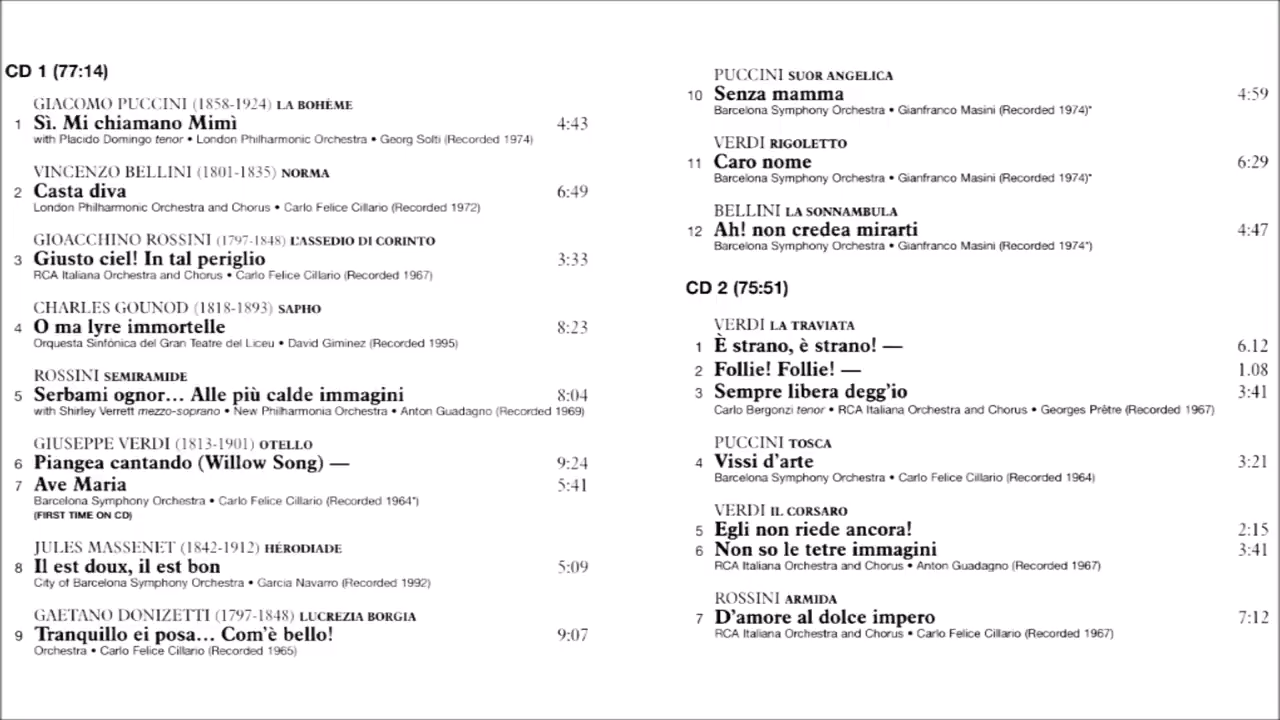 CD 1 (77:14)
GIACOMO PUCCINI (1858-1924) LA BOHÈME
1 Sì. Mi chiamano Mimì 4:43
with Placido Domingo tenor • London Philharmonic Orchestra • Georg Solti (Recorded 1974)
VINCENZO BELLINI (1801-1835) NORMA
2 Casta diva 6:49
London Philharmonic Orchestra and Chorus • Carlo Felice Cillario (Recorded 1972)
GIOACCHINO ROSSINI (1797-1848) L'ASSEDIO DI CORINTO
3 Giusto ciel! In tal periglio 3:33
RCA Italiana Orchestra and Chorus • Carlo Felice Cillario (Recorded 1967)
CHARLES GOUNOD (1818-1893) SAPHO
4 O ma lyre immortelle 8:23
Orquesta Sinfónica del Gran Teatre del Liceu • David Giminez (Recorded 1995)
ROSSINI SEMIRAMIDE
5 Serbami ognor... Alle più calde immagini 8:04
with Shirley Verrett mezzo-soprano • New Philharmonia Orchestra • Anton Guadagno (Recorded 1969)
GIUSEPPE VERDI (1813-1901) OTELLO
6 Piangea cantando (Willow Song) — 9:24
7 Ave Maria 5:41
Barcelona Symphony Orchestra • Carlo Felice Cillario (Recorded 1964*)
(FIRST TIME ON CD)
JULES MASSENET (1842-1912) HÉRODIADE
8 Il est doux, il est bon 5:09
City of Barcelona Symphony Orchestra • Garcia Navarro (Recorded 1992)
GAETANO DONIZETTI (1797-1848) LUCREZIA BORGIA
9 Tranquillo ei posa... Com'è bello! 9:07
Orchestra • Carlo Felice Cillario (Recorded 1965)
PUCCINI SUOR ANGELICA
10 Senza mamma 4:59
Barcelona Symphony Orchestra • Gianfranco Masini (Recorded 1974)*
VERDI RIGOLETTO
11 Caro nome 6:29
Barcelona Symphony Orchestra • Gianfranco Masini (Recorded 1974)*
BELLINI LA SONNAMBULA
12 Ah! non credea mirarti 4:47
Barcelona Symphony Orchestra • Gianfranco Masini (Recorded 1974*)
CD 2 (75:51)
VERDI LA TRAVIATA
1 È strano, è strano! — 6.12
2 Follie! Follie! — 1.08
3 Sempre libera degg'io 3:41
Carlo Bergonzi tenor • RCA Italiana Orchestra and Chorus • Georges Prêtre (Recorded 1967)
PUCCINI TOSCA
4 Vissi d'arte 3:21
Barcelona Symphony Orchestra • Carlo Felice Cillario (Recorded 1964)
VERDI IL CORSARO
5 Egli non riede ancora! 2:15
6 Non so le tetre immagini 3:41
RCA Italiana Orchestra and Chorus • Anton Guadagno (Recorded 1967)
ROSSINI ARMIDA
7 D'amore al dolce impero 7:12
RCA Italiana Orchestra and Chorus • Carlo Felice Cillario (Recorded 1967)